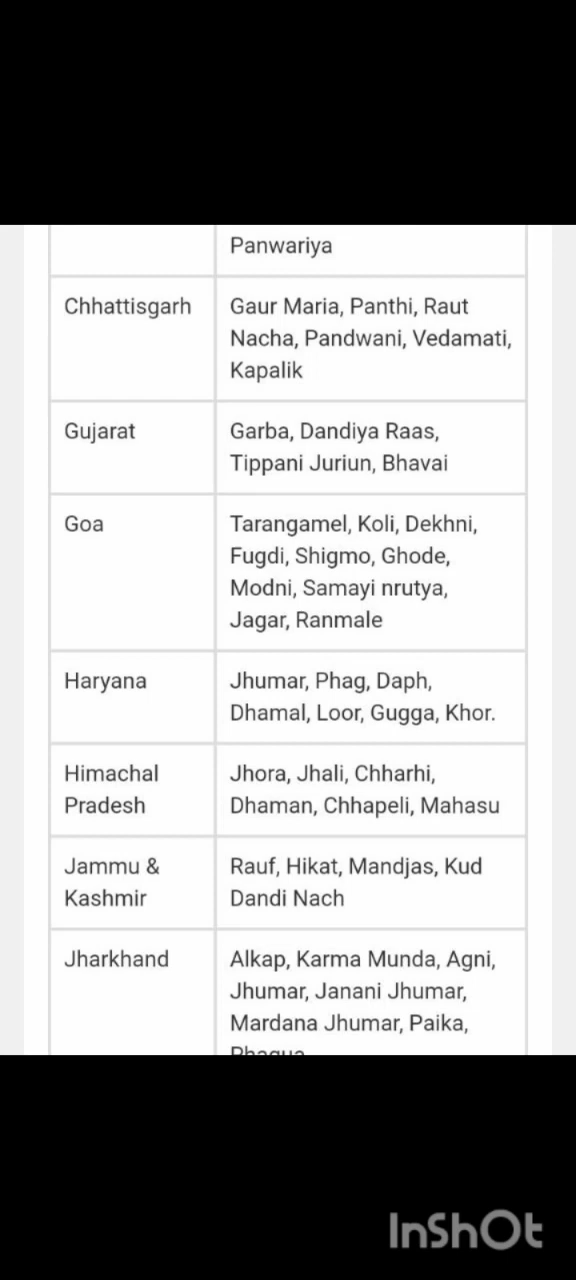 Panwariya
Chhattisgarh
Gaur Maria, Panthi, Raut
Nacha, Pandwani, Vedamati,
Kapalik
Gujarat
Garba, Dandiya Raas,
Tippani Juriun, Bhavai
Goa
Tarangamel, Koli, Dekhni,
Fugdi, Shigmo, Ghode,
Modni, Samayi nrutya,
Jagar, Ranmale
Haryana
Jhumar, Phag, Daph,
Dhamal, Loor, Gugga, Khor.
Himachal
Pradesh
Jhora, Jhali, Chharhi,
Dhaman, Chhapeli, Mahasu
Jammu &
Kashmir
Rauf, Hikat, Mandjas, Kud
Dandi Nach
Jharkhand
Alkap, Karma Munda, Agni,
Jhumar, Janani Jhumar,
Mardana Jhumar, Paika,
InShOt